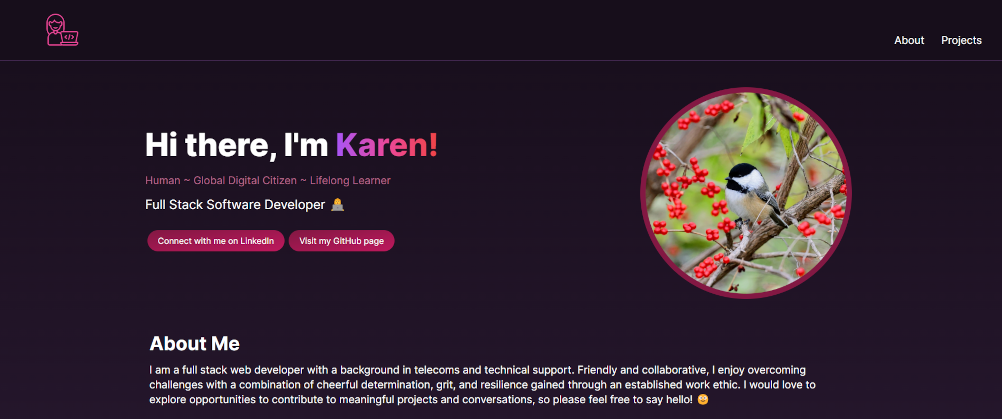 About Projects
Hi there, I'm Karen!
Human ~ Global Digital Citizen ~ Lifelong Learner
Full Stack Software Developer 
Connect with me on LinkedIn Visit my GitHub page
About Me
I am a full stack web developer with a background in telecoms and technical support. Friendly and collaborative, I enjoy overcoming
challenges with a combination of cheerful determination, grit, and resilience gained through an established work ethic. I would love to
explore opportunities to contribute to meaningful projects and conversations, so please feel free to say hello! 😀